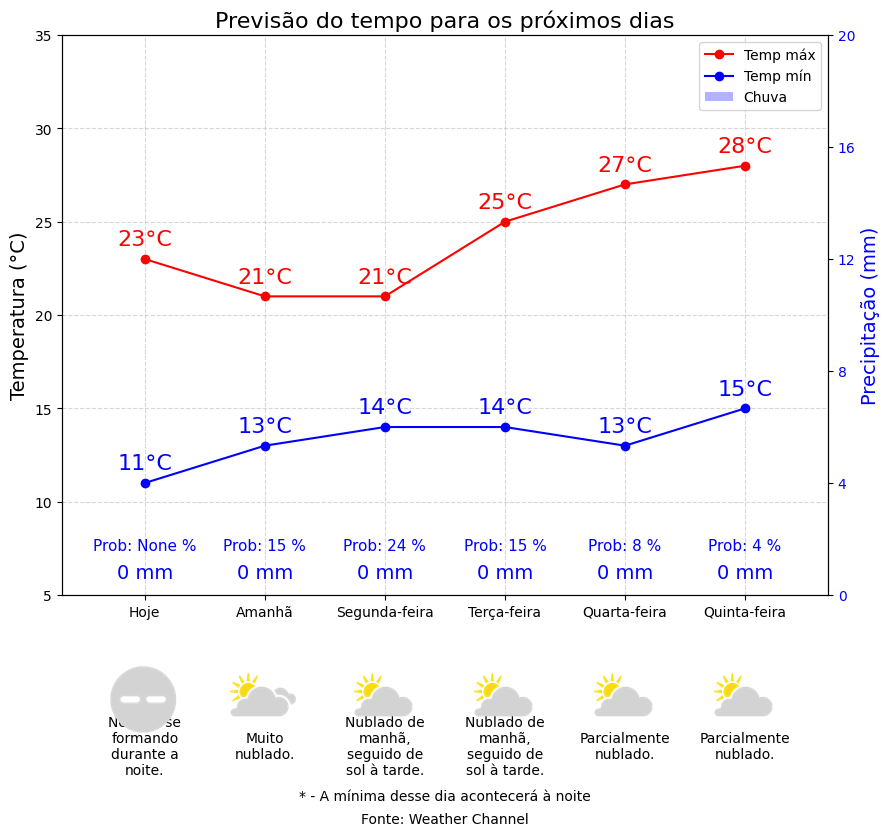 Previsão do tempo para os próximos dias
Temperatura (°C)
Precipitação (mm)
35
30
25
20
15
10
5
20
16
12
8
4
0
Temp máx
Temp mín
Chuva
23°C
21°C
21°C
25°C
27°C
28°C
11°C
13°C
14°C
14°C
13°C
15°C
Prob: None %
Prob: 15 %
Prob: 24 %
Prob: 15 %
Prob: 8 %
Prob: 4 %
0 mm
0 mm
0 mm
0 mm
0 mm
0 mm
Hoje
Amanhã
Segunda-feira
Terça-feira
Quarta-feira
Quinta-feira
formando
durante a
noite.
Muito
nublado.
Nublado de
manhã,
seguido de
sol à tarde.
Nublado de
manhã,
seguido de
sol à tarde.
Parcialmente
nublado.
Parcialmente
nublado.
* - A mínima desse dia acontecerá à noite
Fonte: Weather Channel